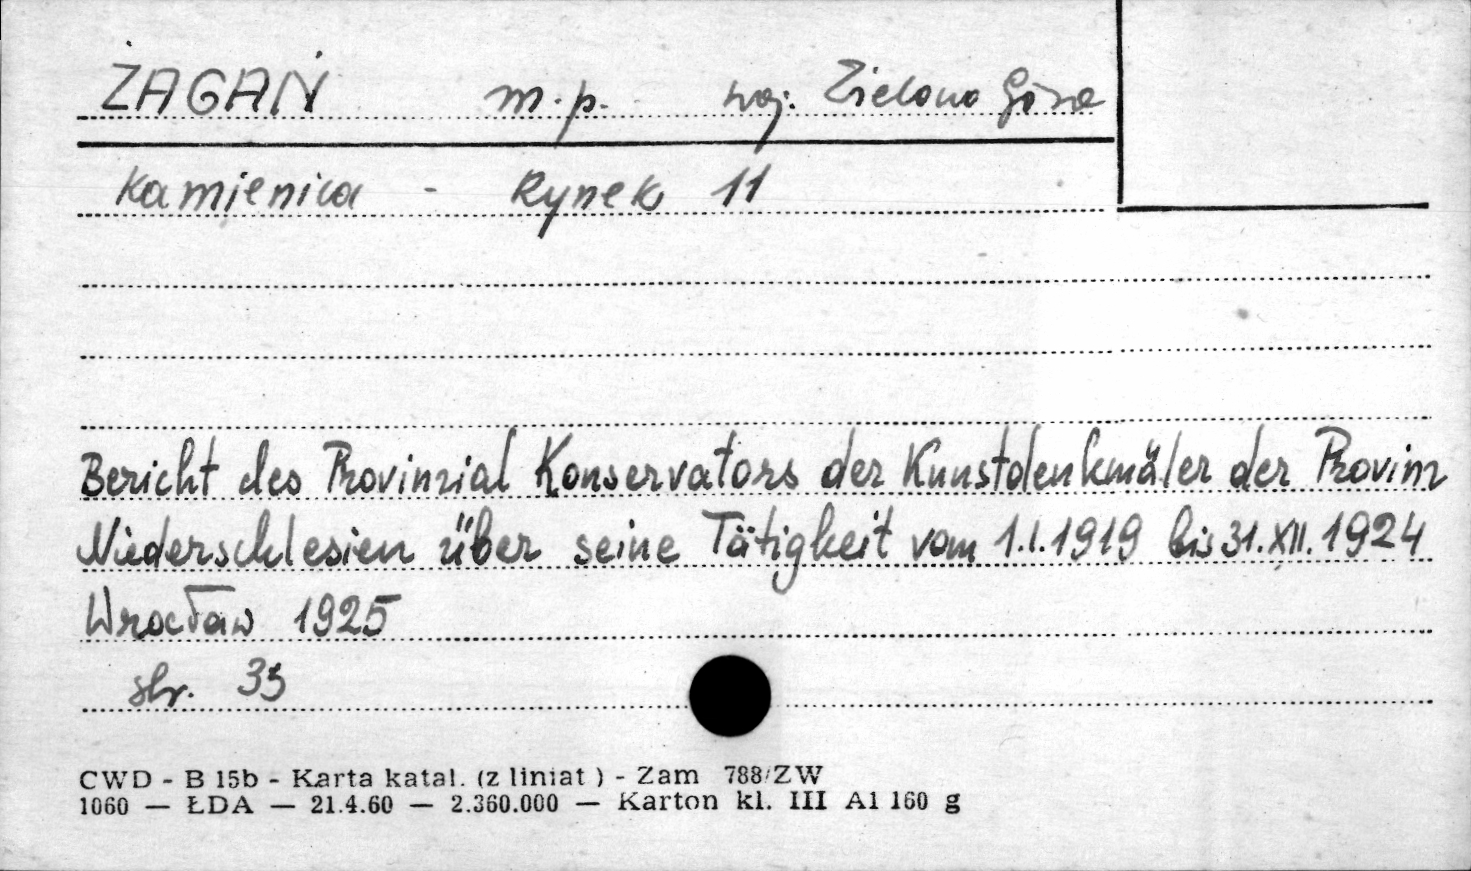 ŻAGAŃ m.p. woj. Zielona Góra
Kamienica - Rynek 11
Bericht des Provinzial Konservators der Kunstdenkmäler der Provinz
Niederschlesien über seine Tätigkeit vom 1.I.1919 bis 31.XII.1924
Wrocław 1925
str. 33
CWD - B 15b - Karta katal. (z liniat ) - Zam 788/ZW
1060 — ŁDA — 21.4.60 — 2.360.000 — Karton kl. III A1 160 g